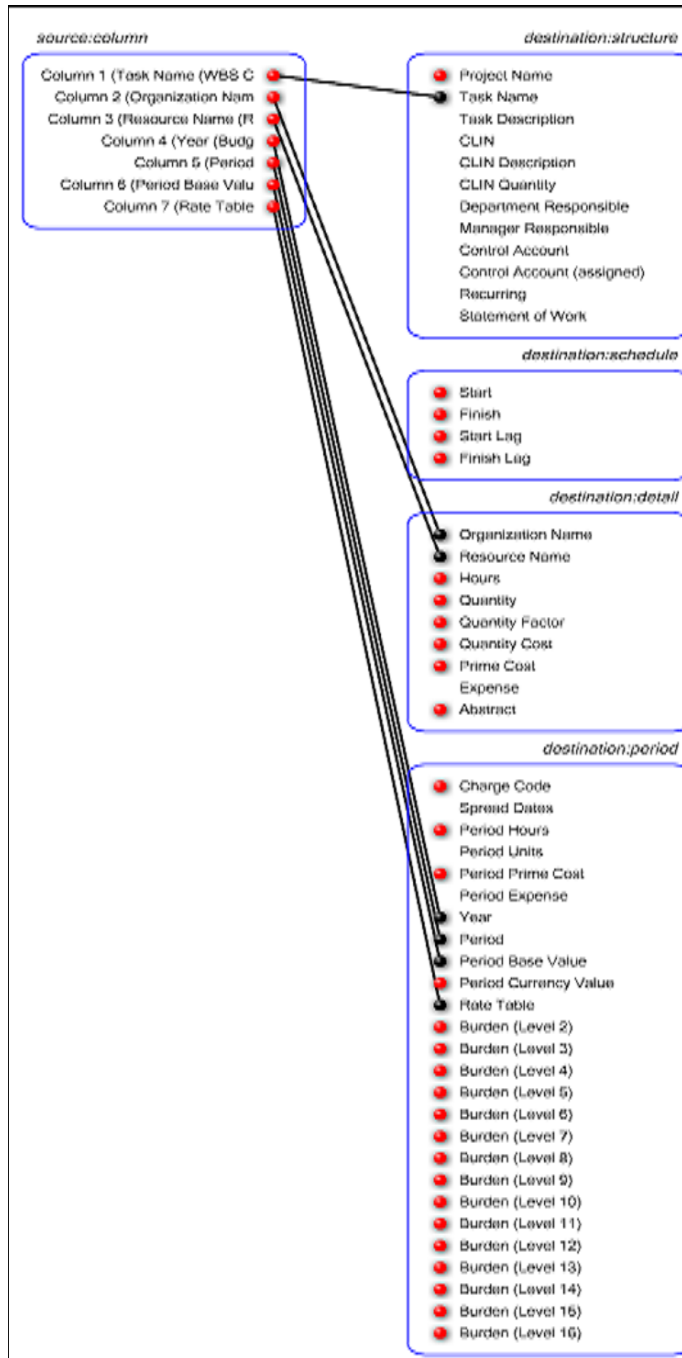 source:column
Column 1 (Task Name (WBS C
Column 2 (Organization Nam
Column 3 (Resource Name (R
Column 4 (Year (Budg
Column 5 (Period
Column 6 (Period Base Valu
Column 7 (Rate Table
destination:structure
Project Name
Task Name
Task Description
CLIN
CLIN Description
CLIN Quantity
Department Responsible
Manager Responsible
Control Account
Control Account (assigned)
Recurring
Statement of Work
destination:schedule
Start
Finish
Start Lag
Finish Lag
destination:detail
Organization Name
Resource Name
Hours
Quantity
Quantity Factor
Quantity Cost
Prime Cost
Expense
Abstract
destination:period
Charge Code
Spread Dates
Period Hours
Period Units
Period Prime Cost
Period Expense
Year
Period
Period Base Value
Period Currency Value
Rate Table
Burden (Level 2)
Burden (Level 3)
Burden (Level 4)
Burden (Level 5)
Burden (Level 6)
Burden (Level 7)
Burden (Level 8)
Burden (Level 9)
Burden (Level 10)
Burden (Level 11)
Burden (Level 12)
Burden (Level 13)
Burden (Level 14)
Burden (Level 15)
Burden (Level 16)